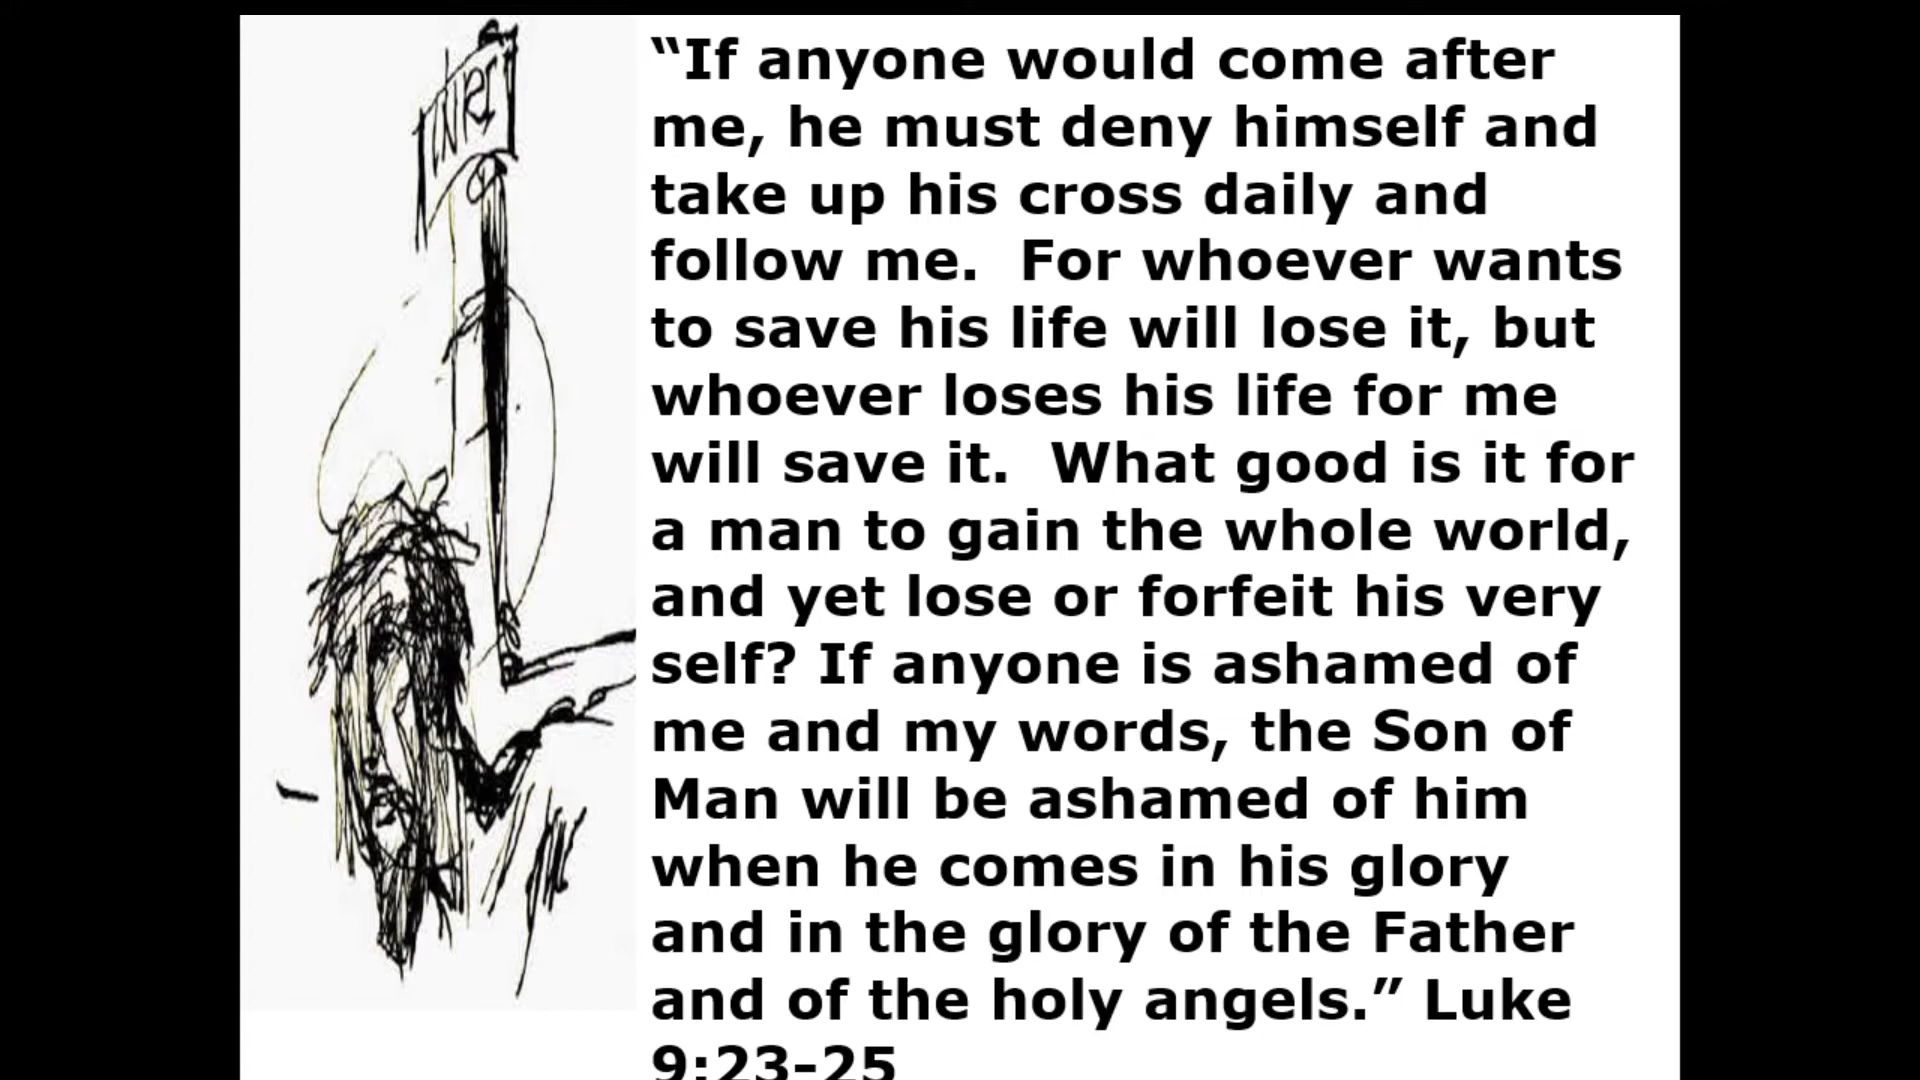 INRI
“If anyone would come after
me, he must deny himself and
take up his cross daily and
follow me.  For whoever wants
to save his life will lose it, but
whoever loses his life for me
will save it.  What good is it for
a man to gain the whole world,
and yet lose or forfeit his very
self? If anyone is ashamed of
me and my words, the Son of
Man will be ashamed of him
when he comes in his glory
and in the glory of the Father
and of the holy angels.” Luke
9:23-25